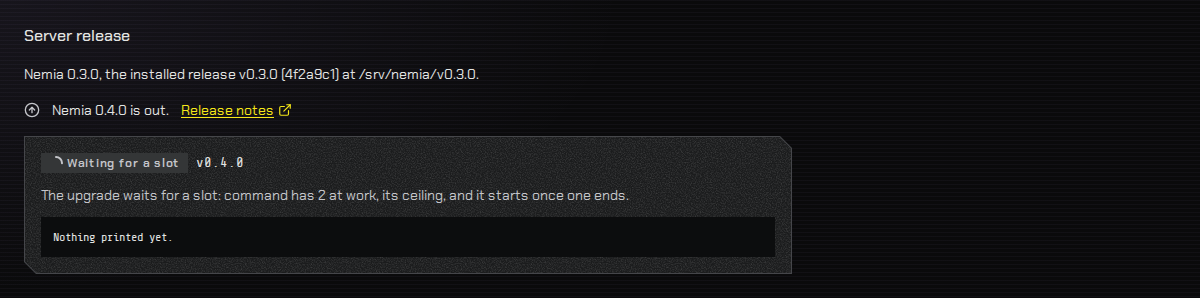 Server release
Nemia 0.3.0, the installed release v0.3.0 (4f2a9c1) at /srv/nemia/v0.3.0.
Nemia 0.4.0 is out. Release notes
Waiting for a slot v0.4.0
The upgrade waits for a slot: command has 2 at work, its ceiling, and it starts once one ends.
Nothing printed yet.